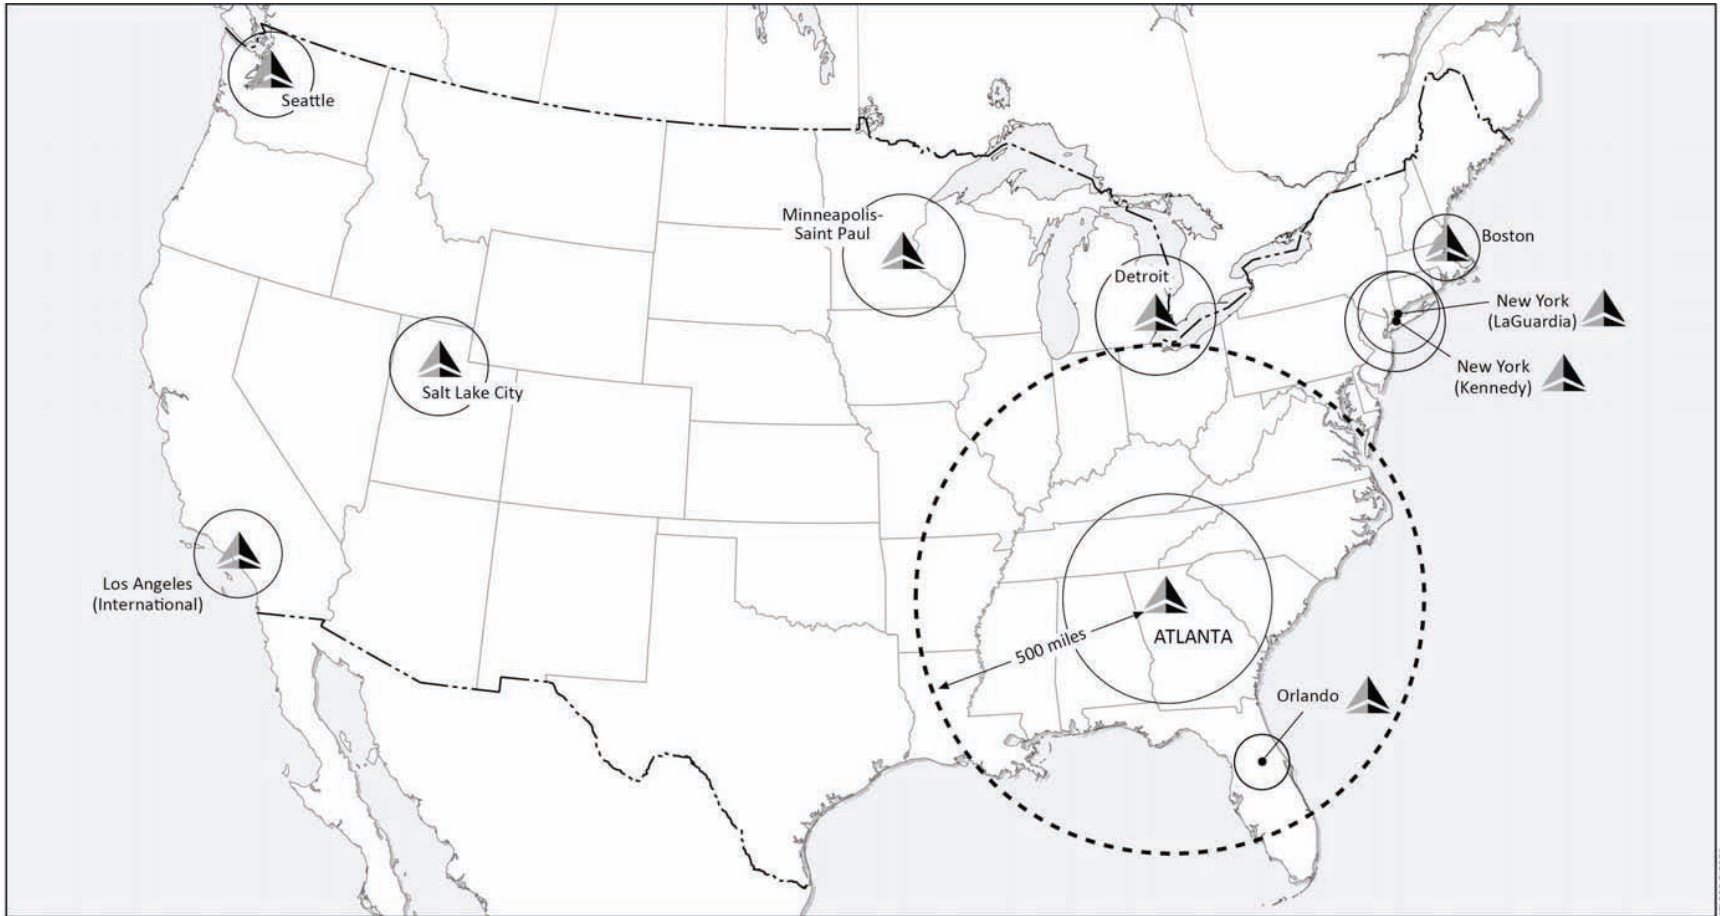 Seattle
Minneapolis-
Saint Paul
Detroit
Boston
New York
(LaGuardia)
New York
(Kennedy)
Salt Lake City
Los Angeles
(International)
500 miles
ATLANTA
Orlando